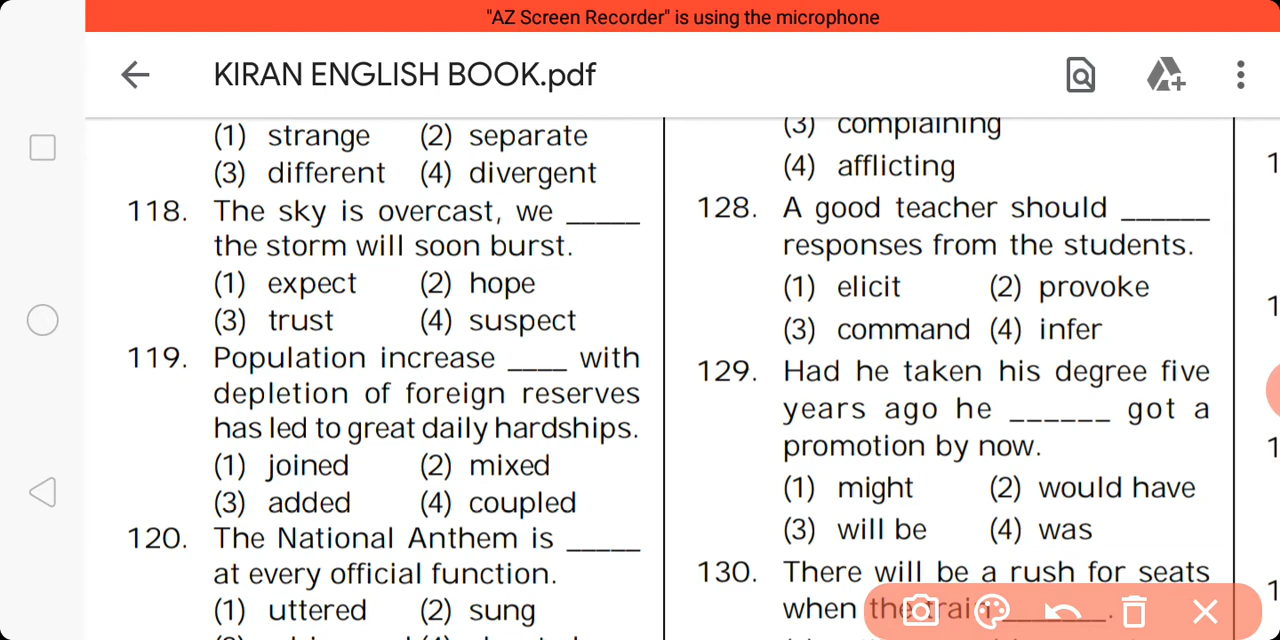 "AZ Screen Recorder" is using the microphone
KIRAN ENGLISH BOOK.pdf
(1) strange (2) separate
(3) different (4) divergent
118. The sky is overcast, we _____
the storm will soon burst.
(1) expect (2) hope
(3) trust (4) suspect
119. Population increase ____ with
depletion of foreign reserves
has led to great daily hardships.
(1) joined (2) mixed
(3) added (4) coupled
120. The National Anthem is _____
at every official function.
(1) uttered (2) sung
(3) complaining
(4) afflicting
128. A good teacher should ______
responses from the students.
(1) elicit (2) provoke
(3) command (4) infer
129. Had he taken his degree five
years ago he ______ got a
promotion by now.
(1) might (2) would have
(3) will be (4) was
130. There will be a rush for seats
when the train _______.